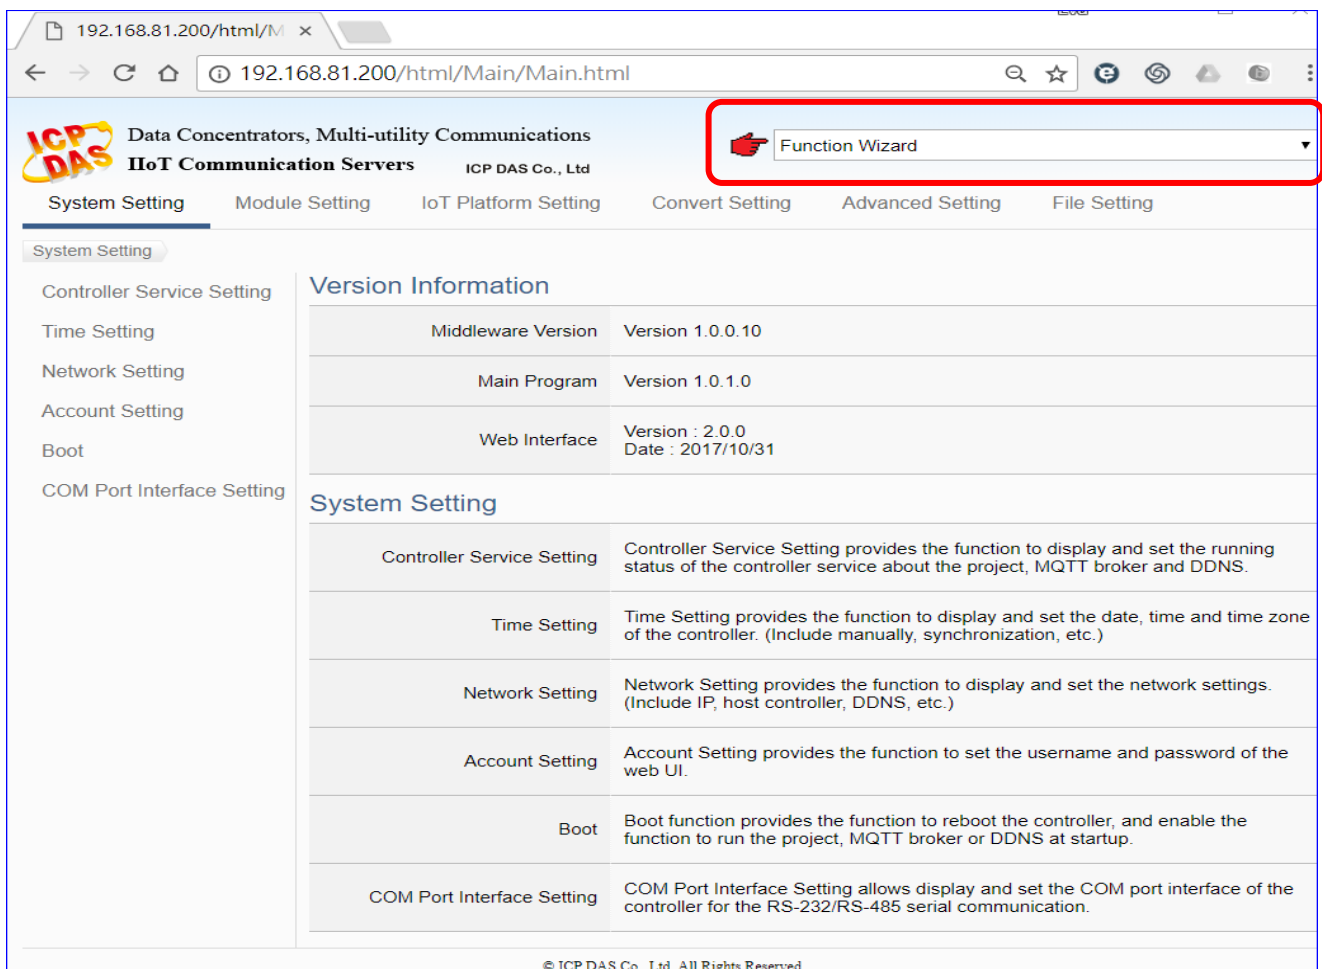 192.168.81.200/html/M
192.168.81.200/html/Main/Main.html
ICP DAS
Data Concentrators, Multi-utility Communications
IIoT Communication Servers
ICP DAS Co., Ltd
Function Wizard
System Setting
Module Setting
IoT Platform Setting
Convert Setting
Advanced Setting
File Setting
System Setting
Controller Service Setting
Time Setting
Network Setting
Account Setting
Boot
COM Port Interface Setting
Version Information
Middleware Version
Version 1.0.0.10
Main Program
Version 1.0.1.0
Web Interface
Version : 2.0.0
Date : 2017/10/31
System Setting
Controller Service Setting
Controller Service Setting provides the function to display and set the running
status of the controller service about the project, MQTT broker and DDNS.
Time Setting
Time Setting provides the function to display and set the date, time and time zone
of the controller. (Include manually, synchronization, etc.)
Network Setting
Network Setting provides the function to display and set the network settings.
(Include IP, host controller, DDNS, etc.)
Account Setting
Account Setting provides the function to set the username and password of the
web UI.
Boot
Boot function provides the function to reboot the controller, and enable the
function to run the project, MQTT broker or DDNS at startup.
COM Port Interface Setting
COM Port Interface Setting allows display and set the COM port interface of the
controller for the RS-232/RS-485 serial communication.
© ICP DAS Co., Ltd. All Rights Reserved